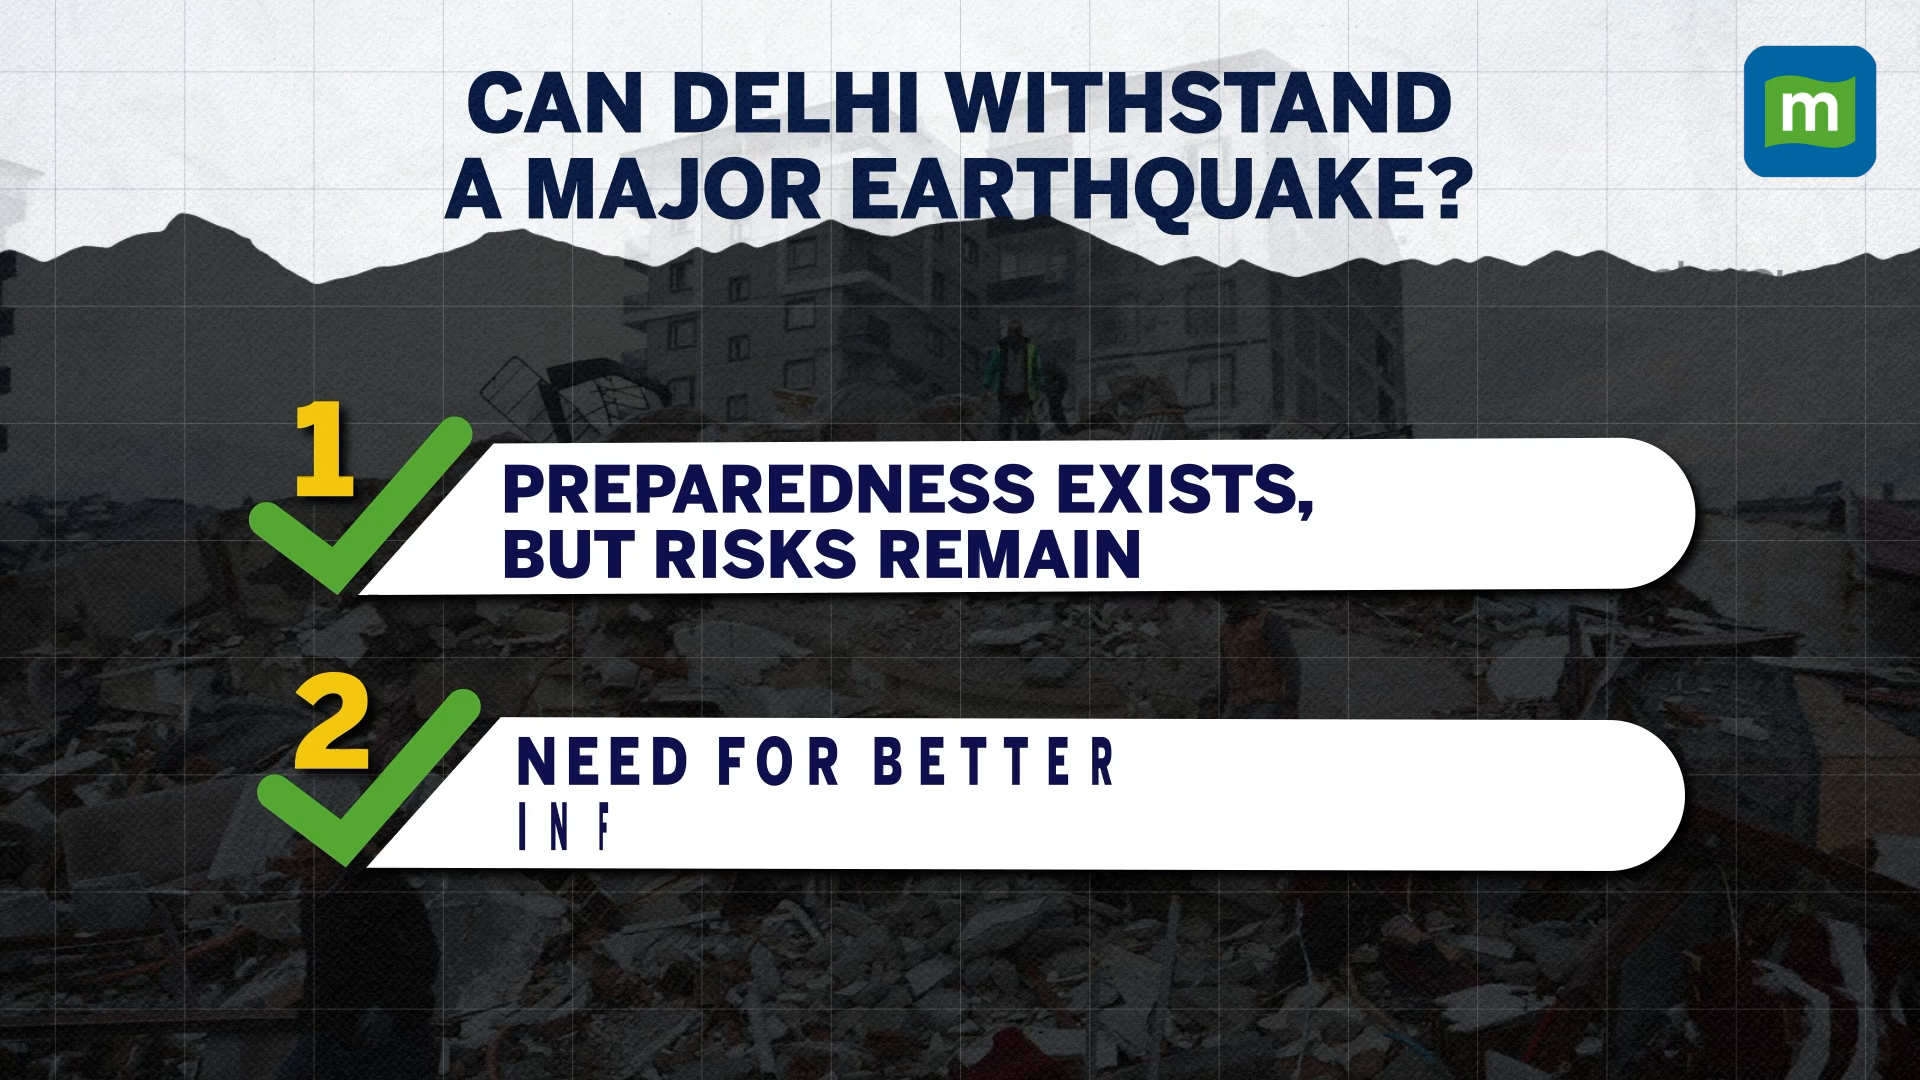 CAN DELHI WITHSTAND
A MAJOR EARTHQUAKE?
m
1
PREPAREDNESS EXISTS,
BUT RISKS REMAIN
2
NEED FOR BETTER
INF